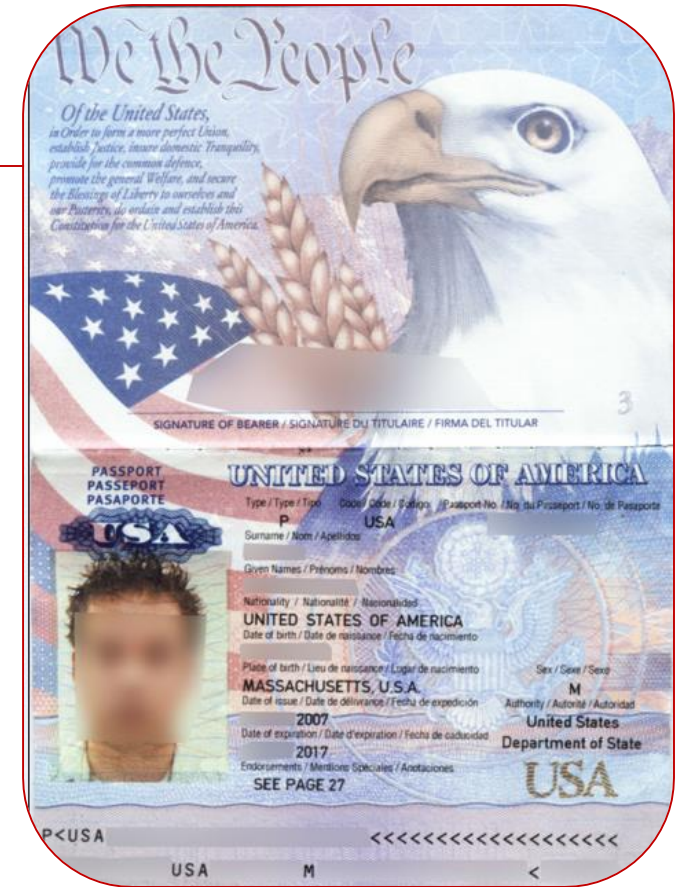 We the People
Of the United States,
in Order to form a more perfect Union,
establish Justice, insure domestic Tranquility,
provide for the common defence,
promote the general Welfare, and secure
the Blessings of Liberty to ourselves and
our Posterity, do ordain and establish this
Constitution for the United States of America.
3
SIGNATURE OF BEARER / SIGNATURE DU TITULAIRE / FIRMA DEL TITULAR
PASSPORT
PASSEPORT
PASAPORTE
USA
UNITED STATES OF AMERICA
Type / Type / Tipo Code / Code / Codigo Passport No. / No. du Passeport / No. de Pasaporte
P USA
Surname / Nom / Apellidos
Given Names / Prénoms / Nombres
Nationality / Nationalité / Nacionalidad
UNITED STATES OF AMERICA
Date of birth / Date de naissance / Fecha de nacimiento
Place of birth / Lieu de naissance / Lugar de nacimiento Sex / Sexe / Sexo
MASSACHUSETTS, U.S.A. M
Date of issue / Date de délivrance / Fecha de expedición Authority / Autorité / Autoridad
2007 United States
Date of expiration / Date d'expiration / Fecha de caducidad Department of State
2017
Endorsements / Mentions Spéciales / Anotaciones
SEE PAGE 27 USA
P<USA <<<<<<<<<<<<<<<<<<<<
USA M <